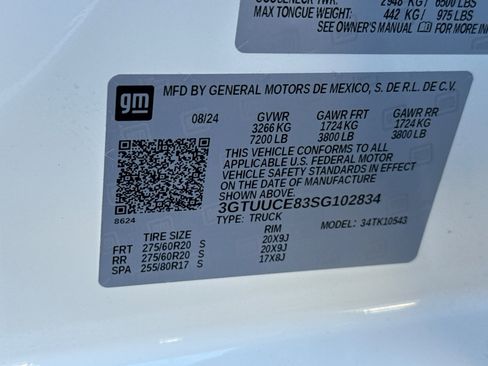 2948 KG / 6500 LBS
MAX TONGUE WEIGHT:
442 KG / 975 LBS
SEE OWNER'S MANUAL FOR MORE INFO
gm
MFD BY GENERAL MOTORS DE MEXICO, S. DE R.L. DE C.V.
08/24 GVWR GAWR FRT GAWR RR
3266 KG 1724 KG 1724 KG
7200 LB 3800 LB 3800 LB
THIS VEHICLE CONFORMS TO ALL
APPLICABLE U.S. FEDERAL MOTOR
VEHICLE SAFETY STANDARDS IN EFFECT
ON THE DATE OF MANUFACTURE
SHOWN ABOVE.
3GTUUCE83SG102834
8624
TYPE: TRUCK MODEL: 34TK10543
TIRE SIZE RIM
FRT 275/60R20 S 20X9J
RR 275/60R20 S 20X9J
SPA 255/80R17 S 17X8J